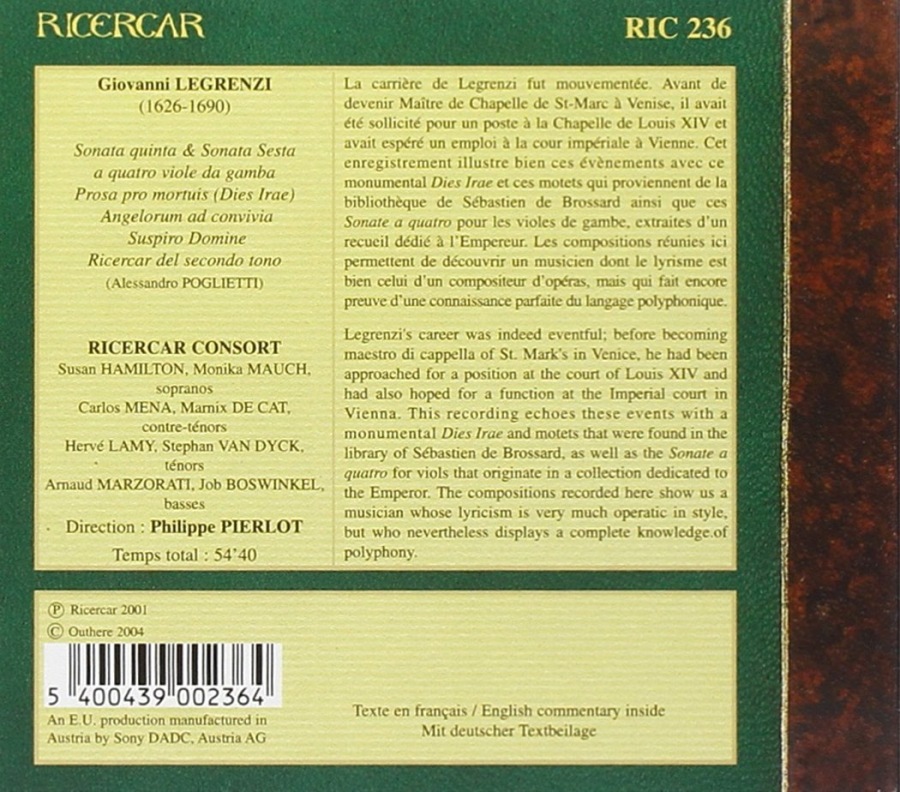 RICERCAR
RIC 236
Giovanni LEGRENZI
(1626-1690)
Sonata quinta & Sonata Sesta
a quatro viole da gamba
Prosa pro mortuis (Dies Irae)
Angelorum ad convivia
Suspiro Domine
Ricercar del secondo tono
(Alessandro POGLIETTI)
RICERCAR CONSORT
Susan HAMILTON, Monika MAUCH,
sopranos
Carlos MENA, Marnix DE CAT,
contre-ténors
Hervé LAMY, Stephan VAN DYCK,
ténors
Arnaud MARZORATI, Job BOSWINKEL,
basses
Direction : Philippe PIERLOT
Temps total : 54'40
La carrière de Legrenzi fut mouvementée. Avant de
devenir Maître de Chapelle de St-Marc à Venise, il avait
été sollicité pour un poste à la Chapelle de Louis XIV et
avait espéré un emploi à la cour impériale à Vienne. Cet
enregistrement illustre bien ces évènements avec ce
monumental Dies Irae et ces motets qui proviennent de la
bibliothèque de Sébastien de Brossard ainsi que ces
Sonate a quatro pour les violes de gambe, extraites d'un
recueil dédié à l'Empereur. Les compositions réunies ici
permettent de découvrir un musicien dont le lyrisme est
bien celui d'un compositeur d'opéras, mais qui fait encore
preuve d'une connaissance parfaite du langage polyphonique.
Legrenzi's career was indeed eventful; before becoming
maestro di cappella of St. Mark's in Venice, he had been
approached for a position at the court of Louis XIV and
had also hoped for a function at the Imperial court in
Vienna. This recording echoes these events with a
monumental Dies Irae and motets that were found in the
library of Sébastien de Brossard, as well as the Sonate a
quatro for viols that originate in a collection dedicated to
the Emperor. The compositions recorded here show us a
musician whose lyricism is very much operatic in style,
but who nevertheless displays a complete knowledge.of
polyphony.
Ⓟ Ricercar 2001
© Outhere 2004
5 400439 002364
An E.U. production manufactured in
Austria by Sony DADC, Austria AG
Texte en français / English commentary inside
Mit deutscher Textbeilage